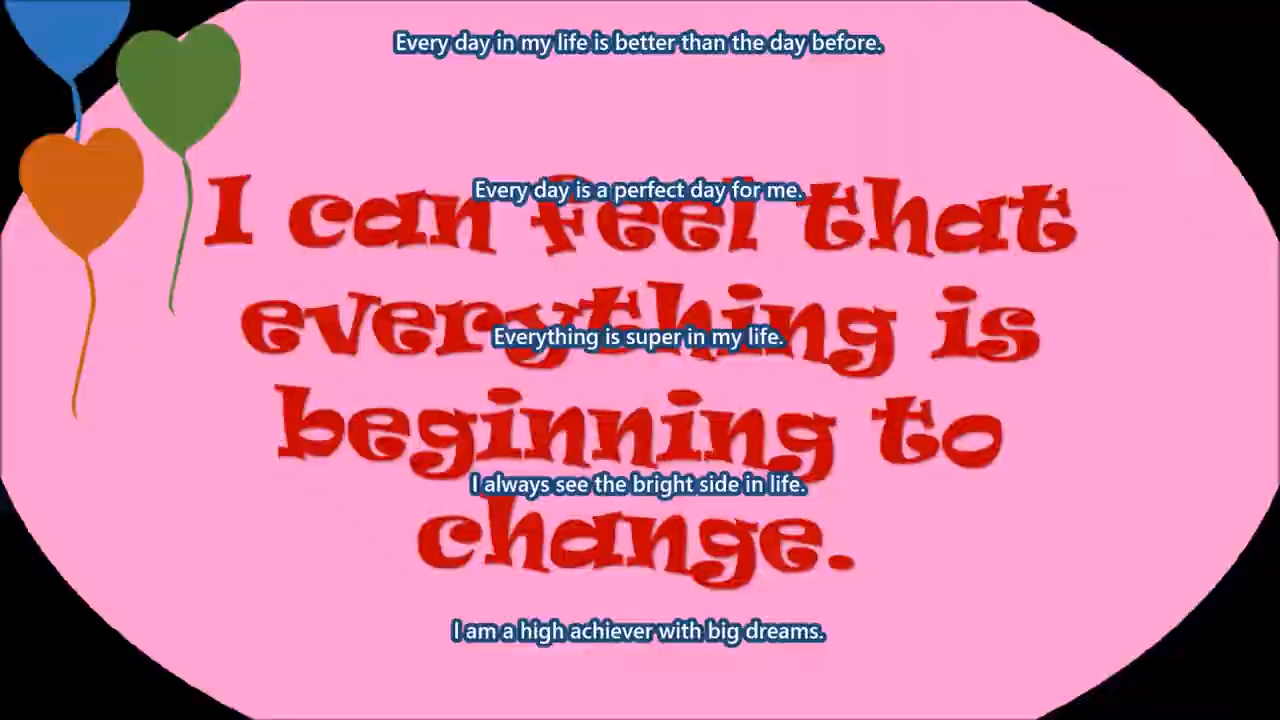 Every day in my life is better than the day before.
Every day is a perfect day for me.
I can feel that
everything is
Everything is super in my life.
beginning to
I always see the bright side in life.
change.
I am a high achiever with big dreams.